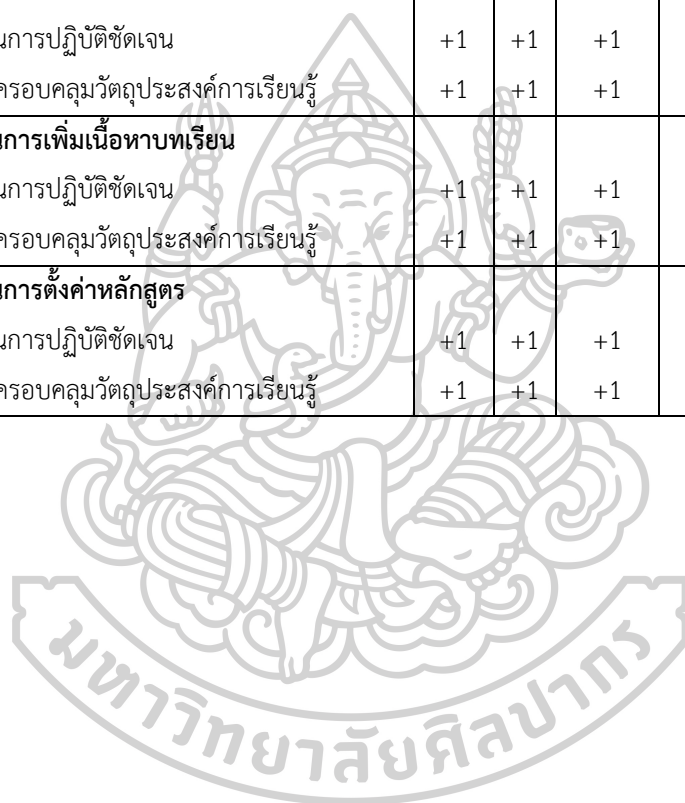 นการปฏิบัติชัดเจน +1 +1 +1
ครอบคลุมวัตถุประสงค์การเรียนรู้ +1 +1 +1
นการเพิ่มเนื้อหาบทเรียน
นการปฏิบัติชัดเจน +1 +1 +1
ครอบคลุมวัตถุประสงค์การเรียนรู้ +1 +1 +1
นการตั้งค่าหลักสูตร
นการปฏิบัติชัดเจน +1 +1 +1
ครอบคลุมวัตถุประสงค์การเรียนรู้ +1 +1 +1
มหาวิทยาลัยศิลปากร